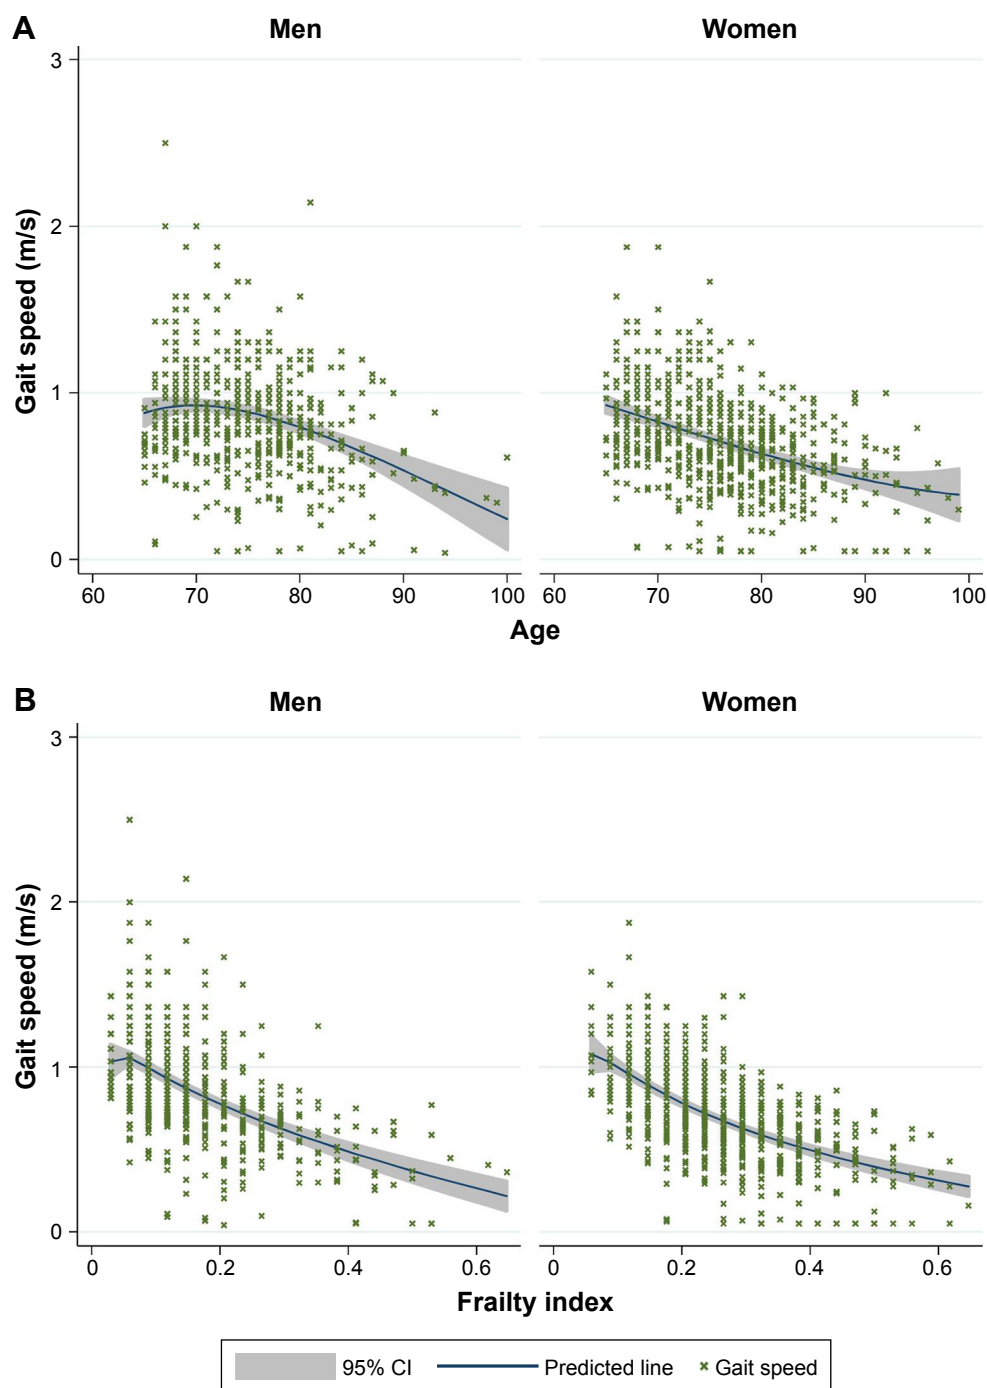 A
Men
Women
Gait speed (m/s)
3
2
1
0
60 70 80 90 100
60 70 80 90 100
Age
B
Men
Women
Gait speed (m/s)
3
2
1
0
0 0.2 0.4 0.6
0 0.2 0.4 0.6
Frailty index
95% CI Predicted line Gait speed